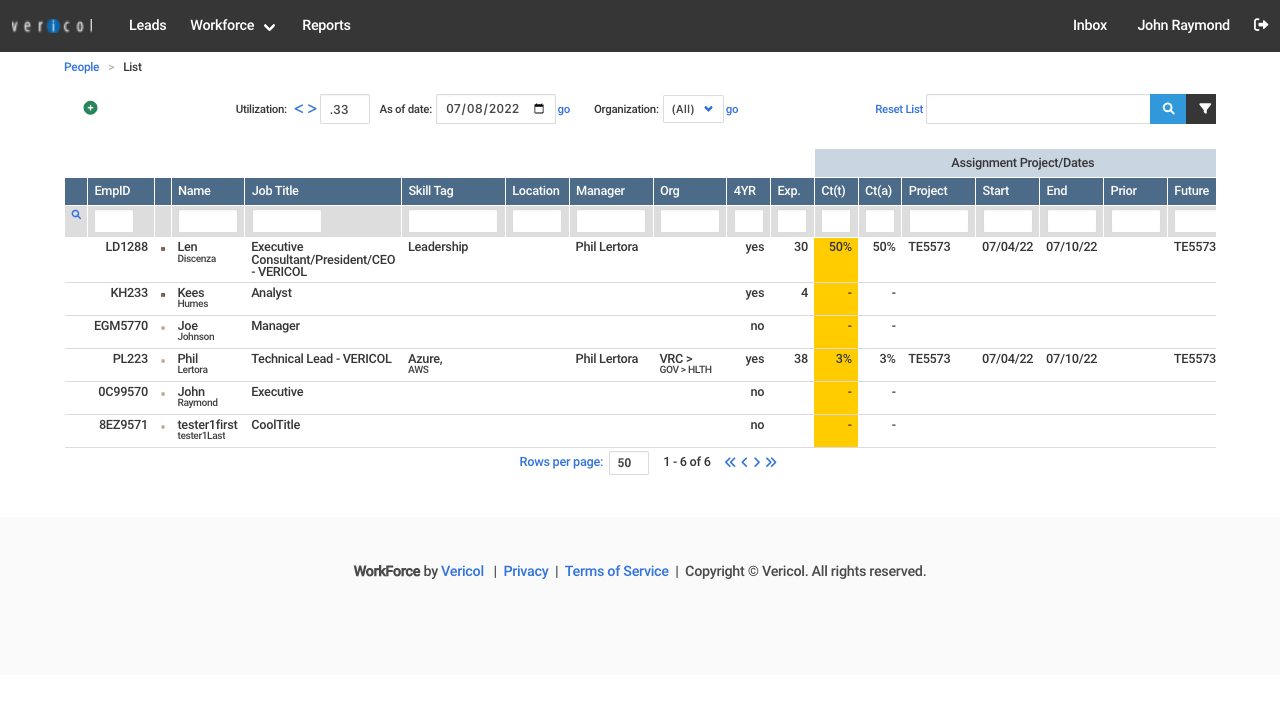 vericol Leads Workforce Reports Inbox John Raymond
People > List
Utilization: < > .33 As of date: 07/08/2022 go Organization: (All) go Reset List
Assignment Project/Dates
EmpID Name Job Title Skill Tag Location Manager Org 4YR Exp. Ct(t) Ct(a) Project Start End Prior Future
LD1288 Len Executive Leadership Phil Lertora yes 30 50% 50% TE5573 07/04/22 07/10/22 TE5573
Discenza Consultant/President/CEO
- VERICOL
KH233 Kees Analyst yes 4 - -
Humes
EGM5770 Joe Manager no - -
Johnson
PL223 Phil Technical Lead - VERICOL Azure, Phil Lertora VRC > yes 38 3% 3% TE5573 07/04/22 07/10/22 TE5573
Lertora AWS GOV > HLTH
0C99570 John Executive no - -
Raymond
8EZ9571 tester1first CoolTitle no - -
tester1Last
Rows per page: 50 1 - 6 of 6
WorkForce by Vericol | Privacy | Terms of Service | Copyright © Vericol. All rights reserved.